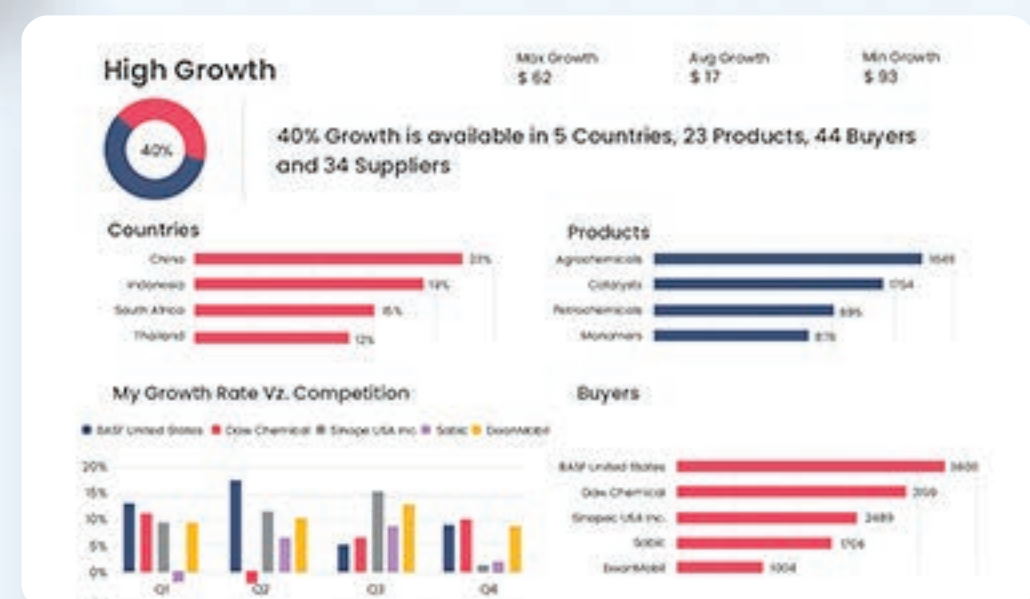 High Growth
Max Growth
$ 62
Avg Growth
$ 17
Min Growth
$ 93
40%
40% Growth is available in 5 Countries, 23 Products, 44 Buyers
and 34 Suppliers
Countries
China
Indonesia 19%
South Africa 15%
Thailand 12%
Products
Agrochemicals
Catalysts 1754
Petrochemicals
Monomers
My Growth Rate Vz. Competition
BASF United States Dow Chemical Sinope USA Inc. Sabic ExxonMobil
20%
15%
10%
5%
0%
Q1 Q2 Q3 Q4
Buyers
BASF United States
Dow Chemical
Sinopec USA Inc. 2489
Sabic
ExxonMobil 1004